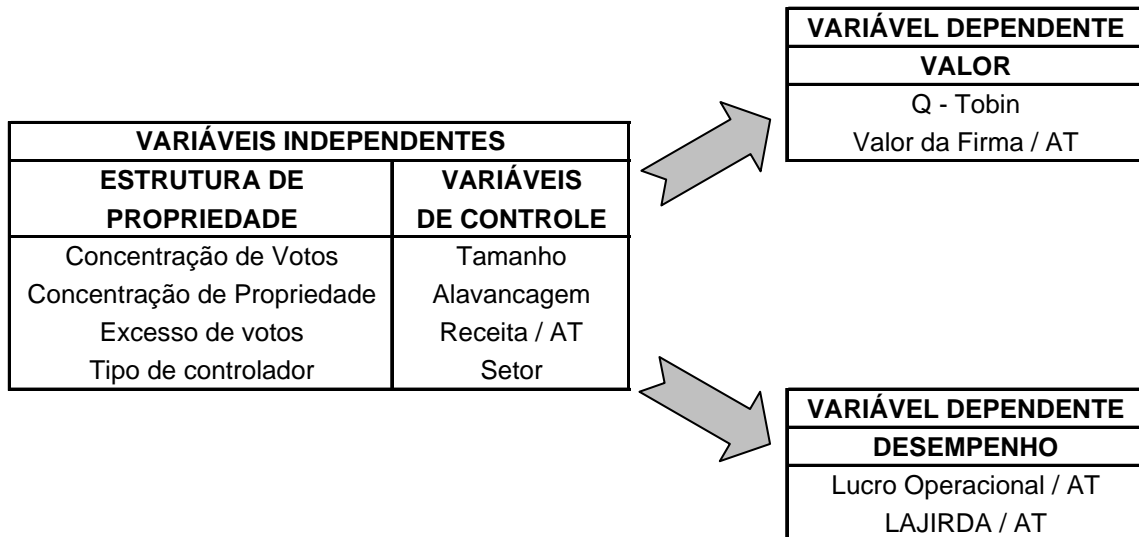 VARIÁVEIS INDEPENDENTES
ESTRUTURA DE
PROPRIEDADE
VARIÁVEIS
DE CONTROLE
Concentração de Votos
Tamanho
Concentração de Propriedade
Alavancagem
Excesso de votos
Receita / AT
Tipo de controlador
Setor
VARIÁVEL DEPENDENTE
VALOR
Q - Tobin
Valor da Firma / AT
VARIÁVEL DEPENDENTE
DESEMPENHO
Lucro Operacional / AT
LAJIRDA / AT